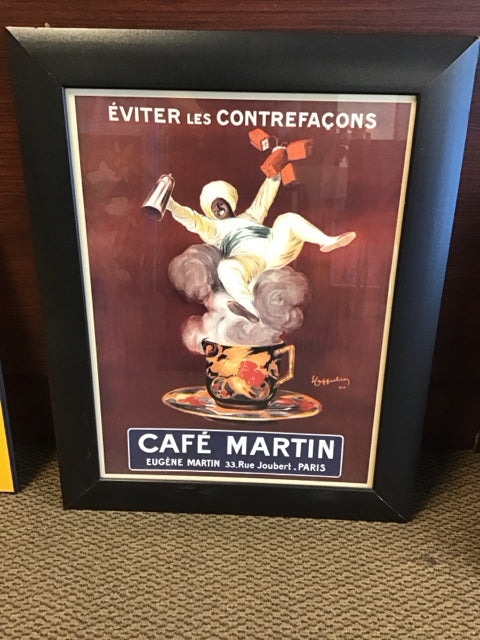 ÉVITER LES CONTREFAÇONS
CAFÉ MARTIN
EUGÈNE MARTIN 33.Rue Joubert.PARIS